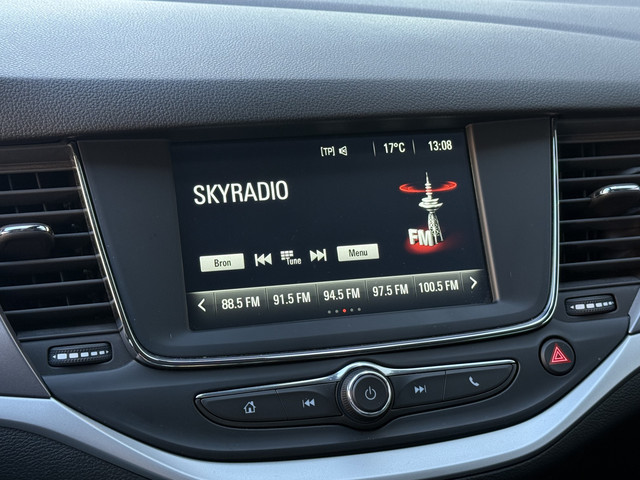 [TP] 17°C 13:08
SKYRADIO
FM
Bron Tune Menu
88.5 FM 91.5 FM 94.5 FM 97.5 FM 100.5 FM